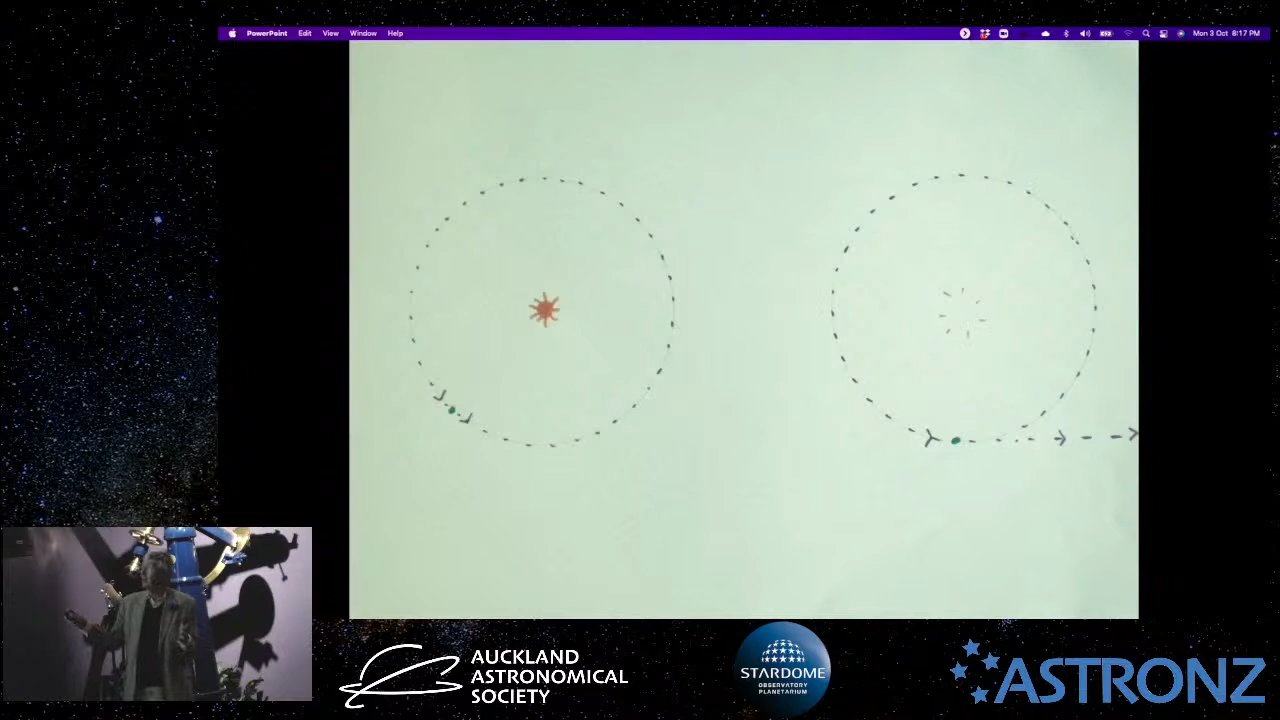 PowerPoint Edit View Window Help
Mon 3 Oct 8:17 PM
AUCKLAND
ASTRONOMICAL
SOCIETY
STARDOME
OBSERVATORY
PLANETARIUM
ASTRONZ